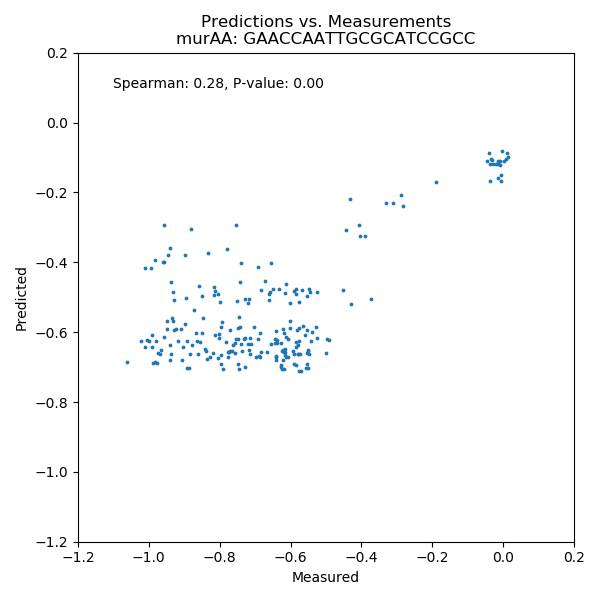 Predictions vs. Measurements
murAA: GAACCAATTGCGCATCCGCC
Spearman: 0.28, P-value: 0.00
0.2
0.0
−0.2
−0.4
−0.6
−0.8
−1.0
−1.2
Predicted
−1.2 −1.0 −0.8 −0.6 −0.4 −0.2 0.0 0.2
Measured